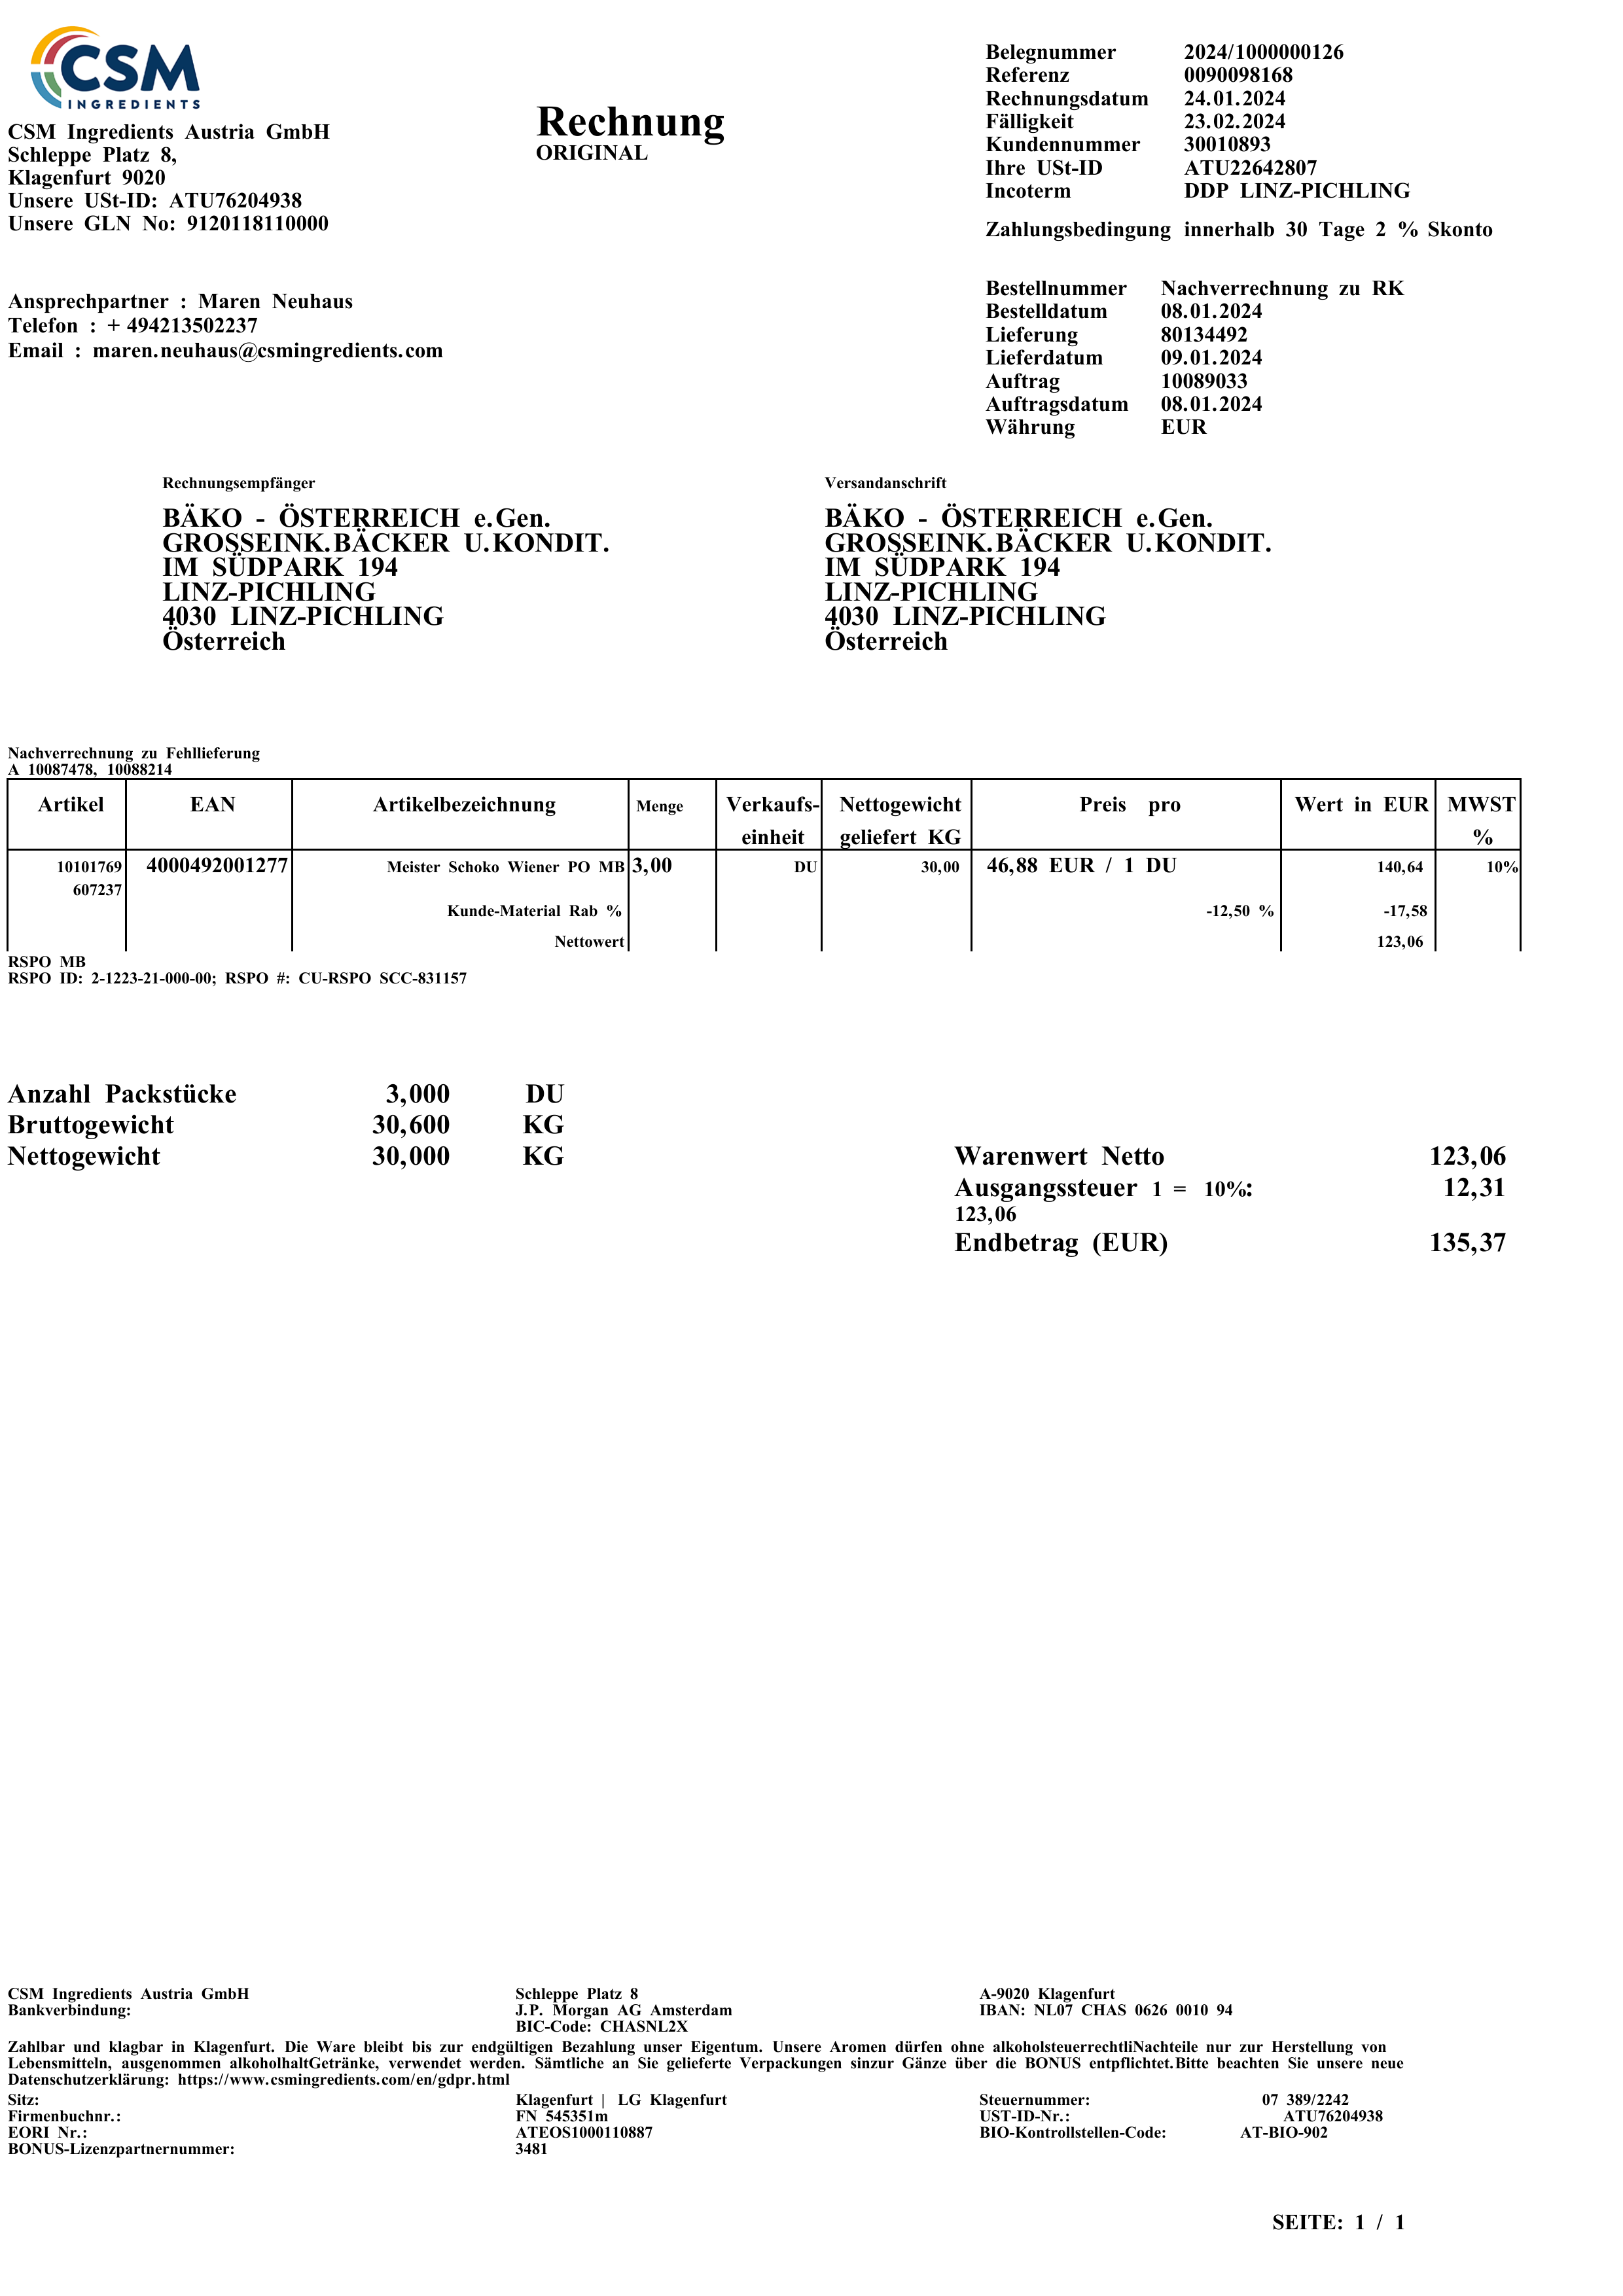 CSM
INGREDIENTS
CSM Ingredients Austria GmbH
Schleppe Platz 8,
Klagenfurt 9020
Unsere USt-ID: ATU76204938
Unsere GLN No: 9120118110000
Rechnung
ORIGINAL
Belegnummer 2024/1000000126
Referenz 0090098168
Rechnungsdatum 24.01.2024
Fälligkeit 23.02.2024
Kundennummer 30010893
Ihre USt-ID ATU22642807
Incoterm DDP LINZ-PICHLING
Zahlungsbedingung innerhalb 30 Tage 2 % Skonto
Ansprechpartner : Maren Neuhaus
Telefon : + 494213502237
Email : maren.neuhaus@csmingredients.com
Bestellnummer Nachverrechnung zu RK
Bestelldatum 08.01.2024
Lieferung 80134492
Lieferdatum 09.01.2024
Auftrag 10089033
Auftragsdatum 08.01.2024
Währung EUR
Rechnungsempfänger
BÄKO - ÖSTERREICH e.Gen.
GROSSEINK.BÄCKER U.KONDIT.
IM SÜDPARK 194
LINZ-PICHLING
4030 LINZ-PICHLING
Österreich
Versandanschrift
BÄKO - ÖSTERREICH e.Gen.
GROSSEINK.BÄCKER U.KONDIT.
IM SÜDPARK 194
LINZ-PICHLING
4030 LINZ-PICHLING
Österreich
Nachverrechnung zu Fehllieferung
A 10087478, 10088214
Artikel EAN Artikelbezeichnung Menge Verkaufs- Nettogewicht Preis pro Wert in EUR MWST
einheit geliefert KG %
10101769 4000492001277 Meister Schoko Wiener PO MB 3,00 DU 30,00 46,88 EUR / 1 DU 140,64 10%
607237
Kunde-Material Rab % -12,50 % -17,58
Nettowert 123,06
RSPO MB
RSPO ID: 2-1223-21-000-00; RSPO #: CU-RSPO SCC-831157
Anzahl Packstücke 3,000 DU
Bruttogewicht 30,600 KG
Nettogewicht 30,000 KG
Warenwert Netto 123,06
Ausgangssteuer 1 = 10%: 12,31
123,06
Endbetrag (EUR) 135,37
CSM Ingredients Austria GmbH Schleppe Platz 8 A-9020 Klagenfurt
Bankverbindung: J.P. Morgan AG Amsterdam IBAN: NL07 CHAS 0626 0010 94
BIC-Code: CHASNL2X
Zahlbar und klagbar in Klagenfurt. Die Ware bleibt bis zur endgültigen Bezahlung unser Eigentum. Unsere Aromen dürfen ohne alkoholsteuerrechtliNachteile nur zur Herstellung von
Lebensmitteln, ausgenommen alkoholhaltGetränke, verwendet werden. Sämtliche an Sie gelieferte Verpackungen sinzur Gänze über die BONUS entpflichtet.Bitte beachten Sie unsere neue
Datenschutzerklärung: https://www.csmingredients.com/en/gdpr.html
Sitz: Klagenfurt | LG Klagenfurt Steuernummer: 07 389/2242
Firmenbuchnr.: FN 545351m UST-ID-Nr.: ATU76204938
EORI Nr.: ATEOS1000110887 BIO-Kontrollstellen-Code: AT-BIO-902
BONUS-Lizenzpartnernummer: 3481
SEITE: 1 / 1